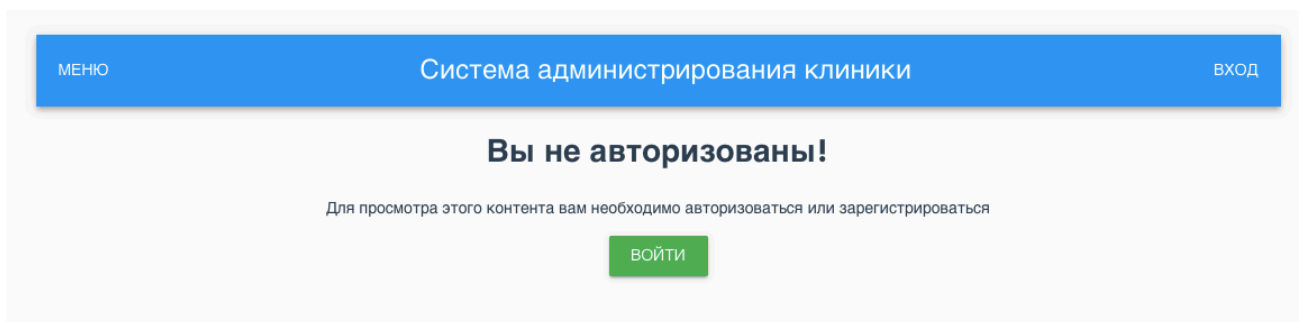 МЕНЮ Система администрирования клиники ВХОД
Вы не авторизованы!
Для просмотра этого контента вам необходимо авторизоваться или зарегистрироваться
ВОЙТИ